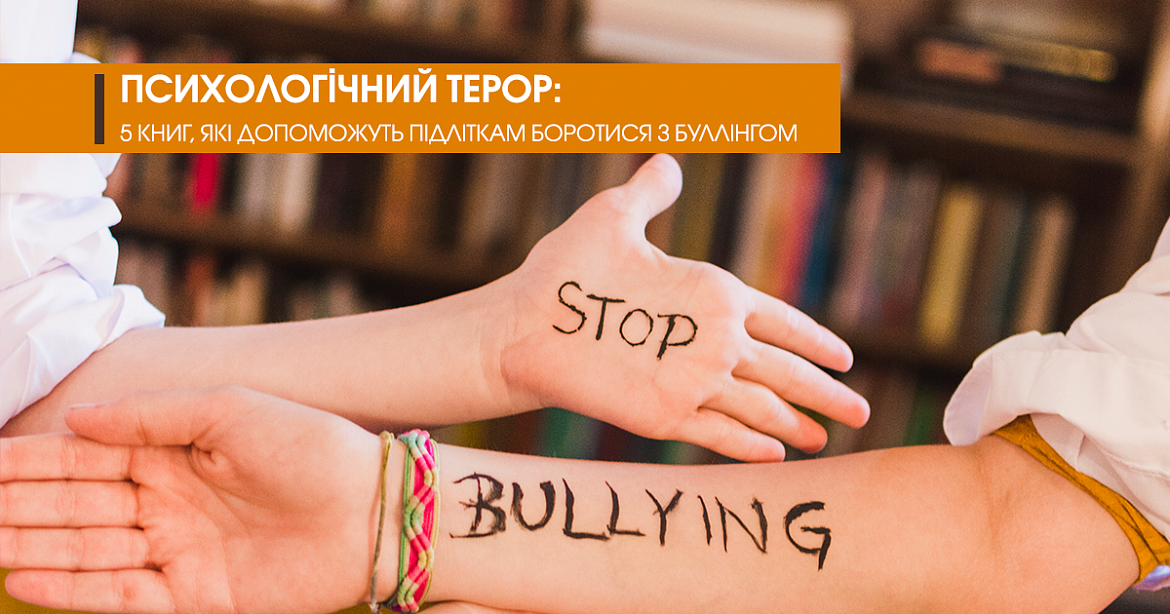 ПСИХОЛОГІЧНИЙ ТЕРОР:
5 КНИГ, ЯКІ ДОПОМОЖУТЬ ПІДЛІТКАМ БОРОТИСЯ З БУЛЛІНГОМ
STOP
BULLYING